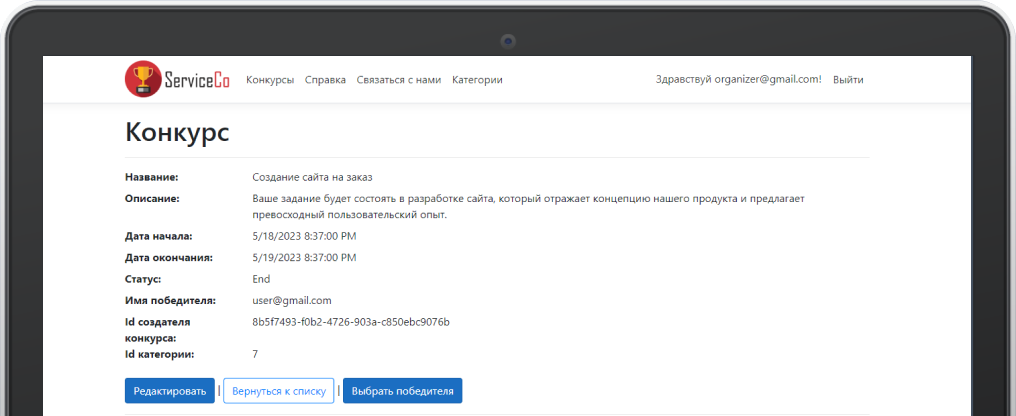 ServiceCo Конкурсы Справка Связаться с нами Категории Здравствуй organizer@gmail.com! Выйти
Конкурс
Название: Создание сайта на заказ
Описание: Ваше задание будет состоять в разработке сайта, который отражает концепцию нашего продукта и предлагает
превосходный пользовательский опыт.
Дата начала: 5/18/2023 8:37:00 PM
Дата окончания: 5/19/2023 8:37:00 PM
Статус: End
Имя победителя: user@gmail.com
Id создателя 8b5f7493-f0b2-4726-903a-c850ebc9076b
конкурса:
Id категории: 7
Редактировать | Вернуться к списку | Выбрать победителя